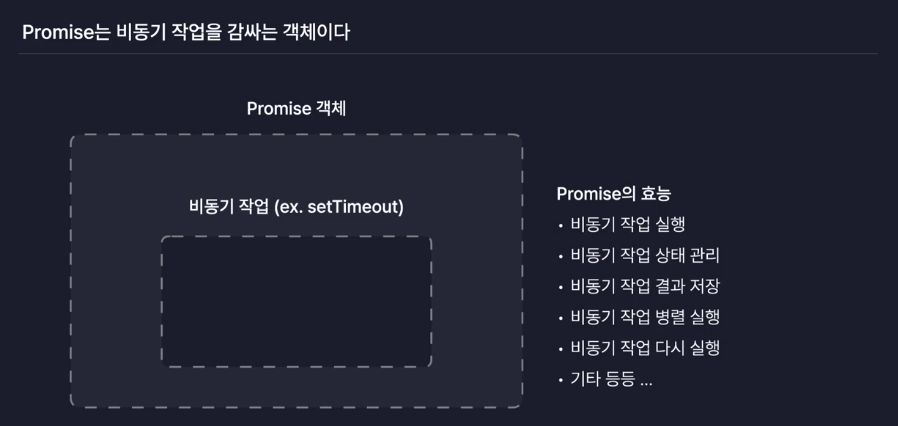 Promise는 비동기 작업을 감싸는 객체이다
Promise 객체
비동기 작업 (ex. setTimeout)
Promise의 효능
• 비동기 작업 실행
• 비동기 작업 상태 관리
• 비동기 작업 결과 저장
• 비동기 작업 병렬 실행
• 비동기 작업 다시 실행
• 기타 등등 ...